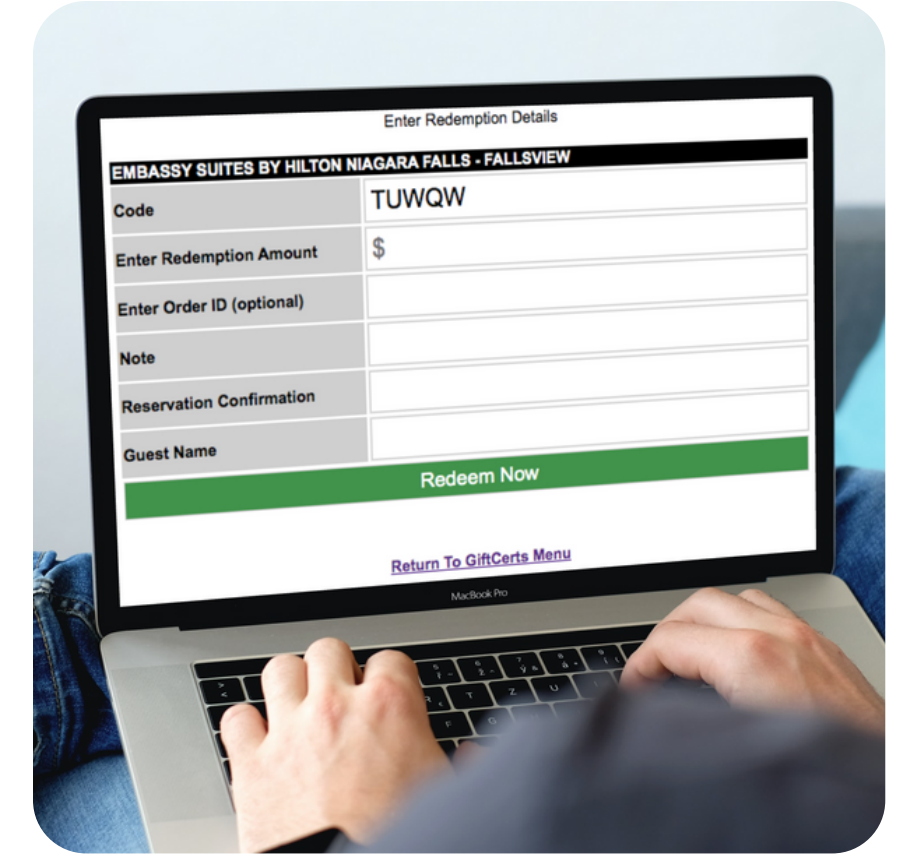 Enter Redemption Details
EMBASSY SUITES BY HILTON NIAGARA FALLS - FALLSVIEW
Code TUWQW
Enter Redemption Amount $
Enter Order ID (optional)
Note
Reservation Confirmation
Guest Name
Redeem Now
Return To GiftCerts Menu
MacBook Pro
T Z U
F G